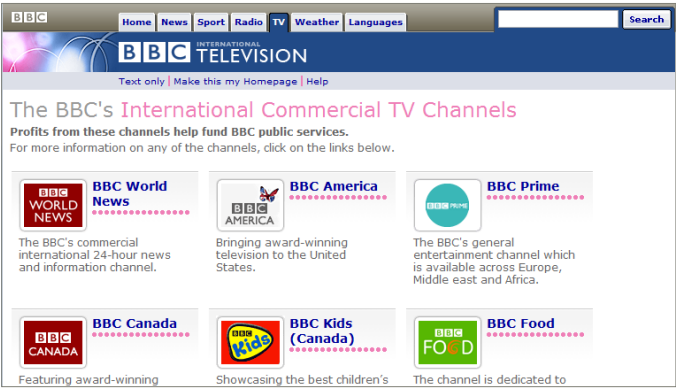 BBC
Home News Sport Radio TV Weather Languages
Search
BBC INTERNATIONAL TELEVISION
Text only | Make this my Homepage | Help
The BBC's International Commercial TV Channels
Profits from these channels help fund BBC public services.
For more information on any of the channels, click on the links below.
BBC
WORLD
NEWS
BBC World
News
The BBC's commercial
international 24-hour news
and information channel.
BBC
AMERICA
BBC America
Bringing award-winning
television to the United
States.
BBC PRIME
BBC Prime
The BBC's general
entertainment channel which
is available across Europe,
Middle east and Africa.
BBC
CANADA
BBC Canada
Featuring award-winning
BBC
Kids
BBC Kids
(Canada)
Showcasing the best children's
BBC
FOOD
BBC Food
The channel is dedicated to